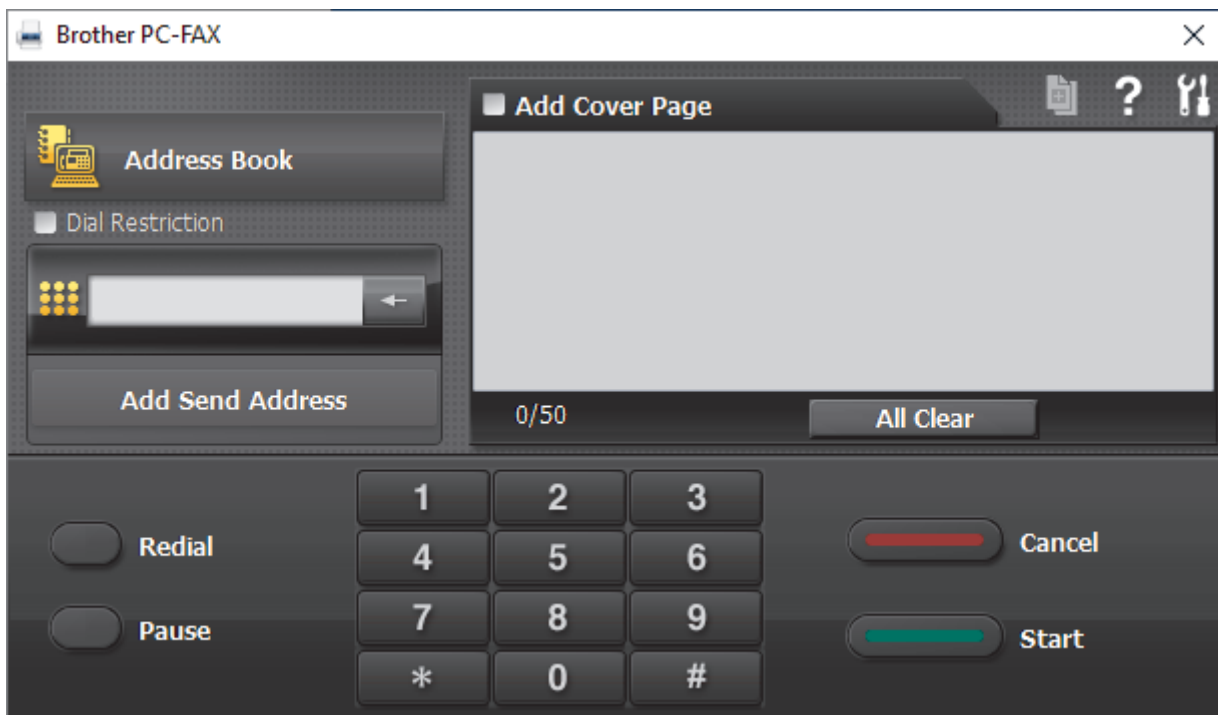 Brother PC-FAX
Add Cover Page
?
Address Book
Dial Restriction
Add Send Address
0/50 All Clear
1 2 3
Redial
4 5 6
Cancel
Pause
7 8 9
Start
* 0 #